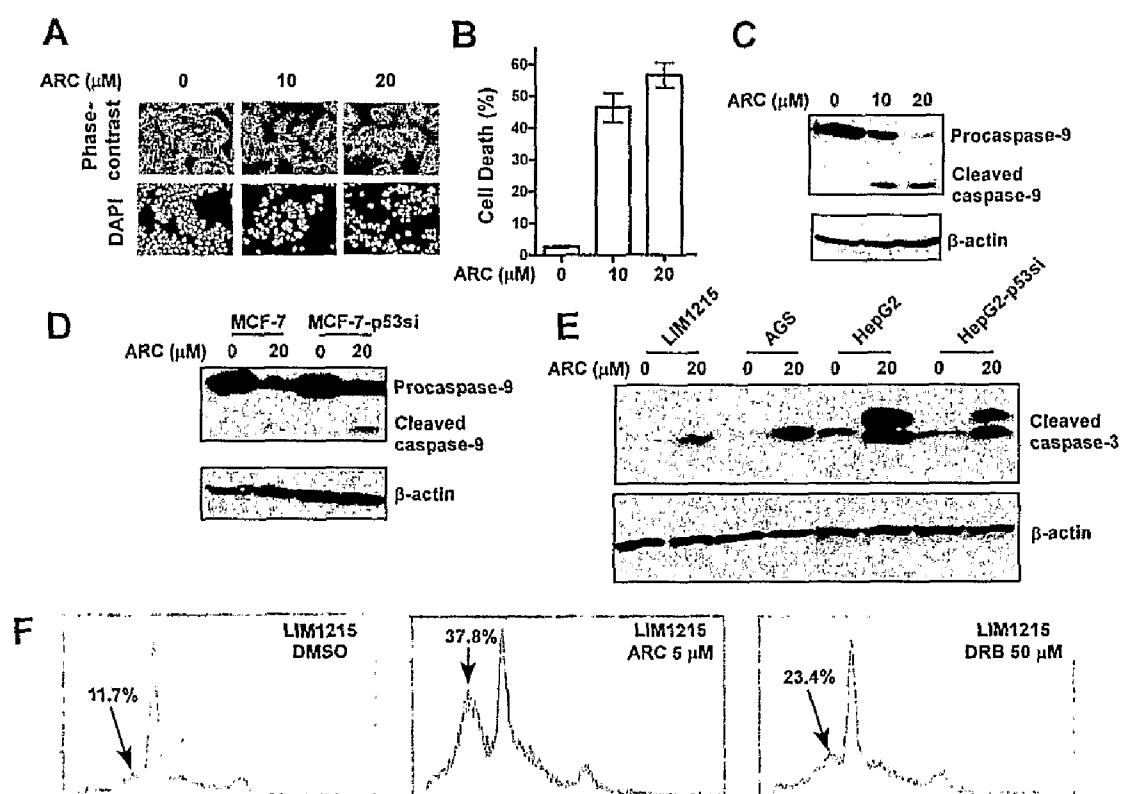 A
ARC (µM) 0 10 20
Phase-contrast
DAPI
B
Cell Death (%)
60
50
40
30
20
10
0
ARC (µM) 0 10 20
C
ARC (µM) 0 10 20
Procaspase-9
Cleaved
caspase-9
β-actin
D
MCF-7 MCF-7-p53si
ARC (µM) 0 20 0 20
Procaspase-9
Cleaved
caspase-9
β-actin
E
LIM1215 AGS HepG2 HepG2-p53si
ARC (µM) 0 20 0 20 0 20 0 20
Cleaved
caspase-3
β-actin
F
LIM1215
DMSO
11.7%
LIM1215
ARC 5 µM
37.8%
LIM1215
DRB 50 µM
23.4%